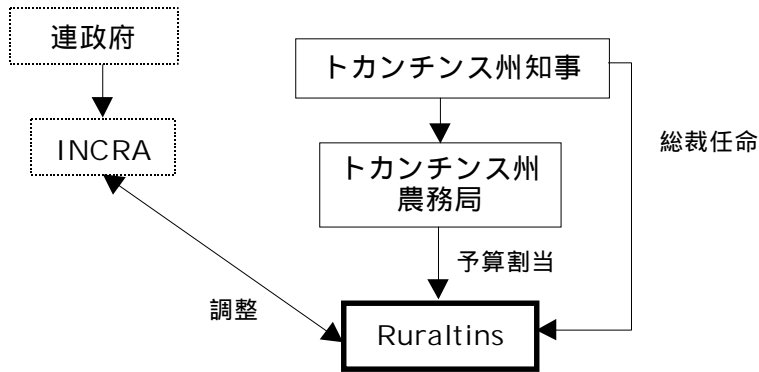 連政府
トカンチンス州知事
INCRA
総裁任命
トカンチンス州
農務局
予算割当
調整
Ruraltins